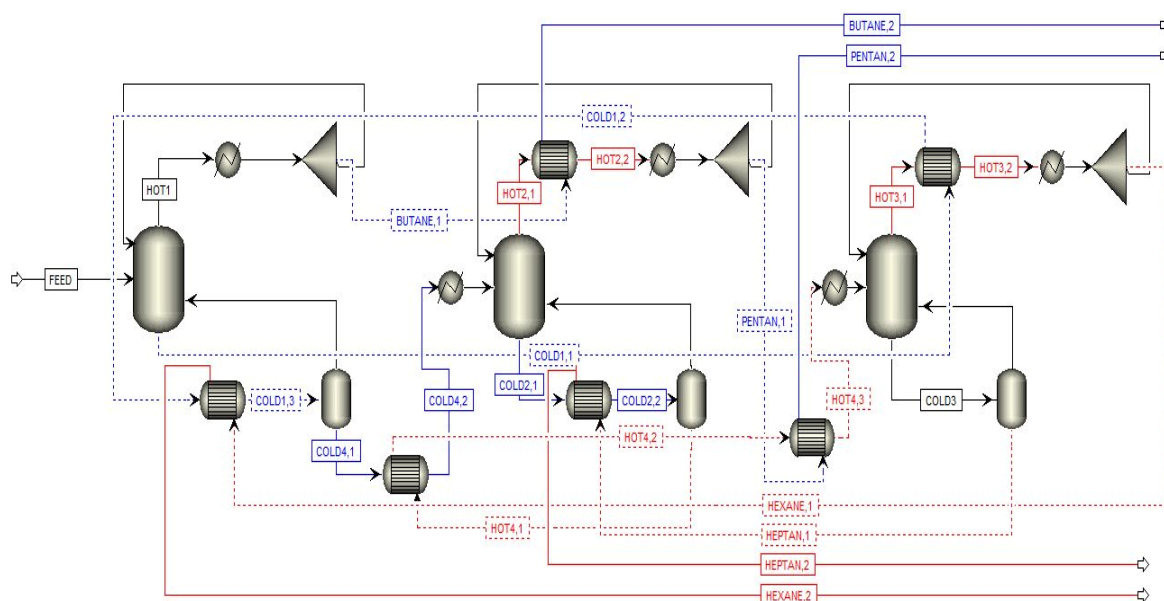 BUTANE,2
PENTAN,2
COLD1,2
HOT2,2
HOT3,2
HOT1
HOT2,1
HOT3,1
BUTANE,1
FEED
PENTAN,1
COLD1,1
COLD2,1
COLD1,3
COLD4,2
COLD2,2
HOT4,3
COLD3
HOT4,2
COLD4,1
HEXANE,1
HOT4,1
HEPTAN,1
HEPTAN,2
HEXANE,2